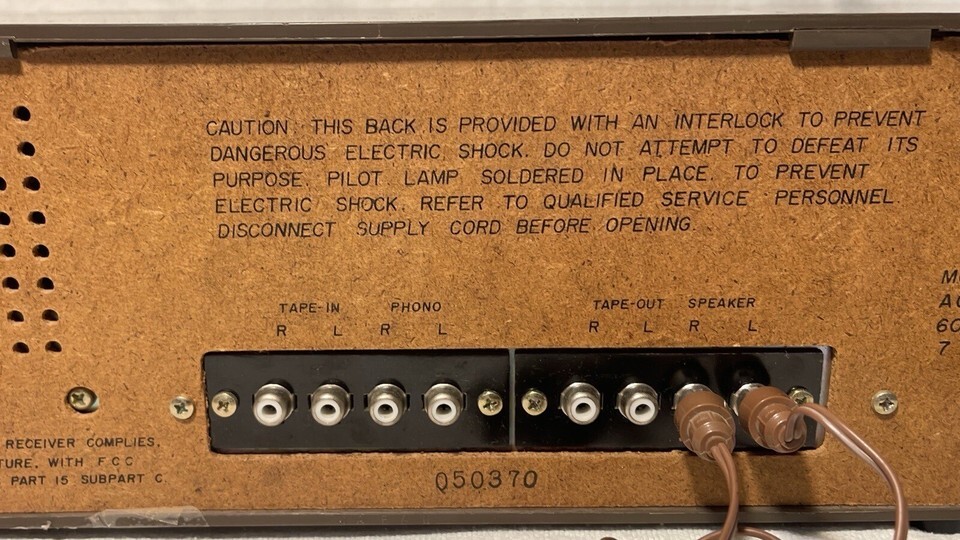 CAUTION: THIS BACK IS PROVIDED WITH AN INTERLOCK TO PREVENT
DANGEROUS ELECTRIC SHOCK. DO NOT ATTEMPT TO DEFEAT ITS
PURPOSE. PILOT LAMP SOLDERED IN PLACE. TO PREVENT
ELECTRIC SHOCK. REFER TO QUALIFIED SERVICE PERSONNEL.
DISCONNECT SUPPLY CORD BEFORE OPENING.
TAPE-IN PHONO TAPE-OUT SPEAKER
R L R L R L R L
60
7
RECEIVER COMPLIES,
WITH FCC
PART 15 SUBPART C.
Q50370